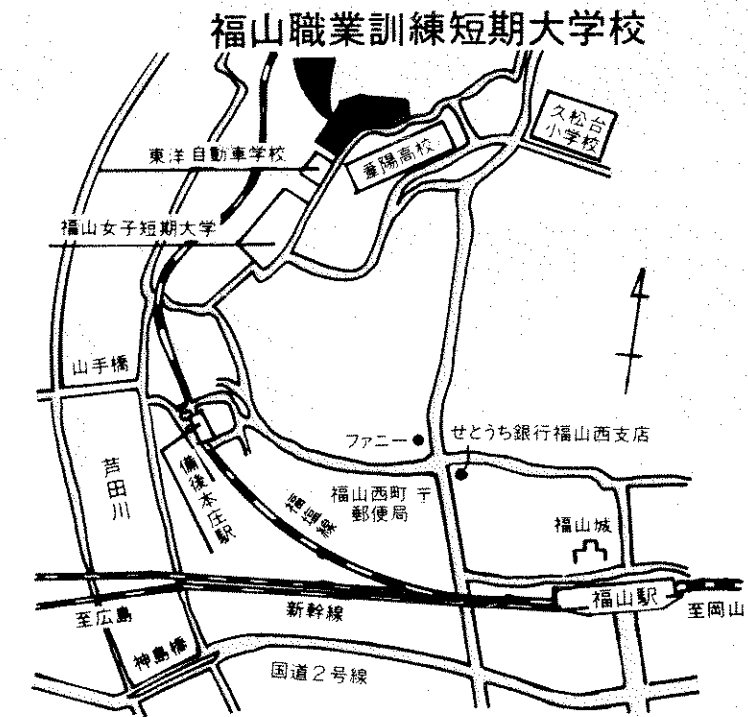 福山職業訓練短期大学校
久松台
小学校
東洋自動車学校
葦陽高校
福山女子短期大学
山手橋
ファニー
せとうち銀行福山西支店
芦田川
備後本庄駅
福塩線
福山西町〒
郵便局
福山城
福山駅
至広島
新幹線
至岡山
神島橋
国道2号線